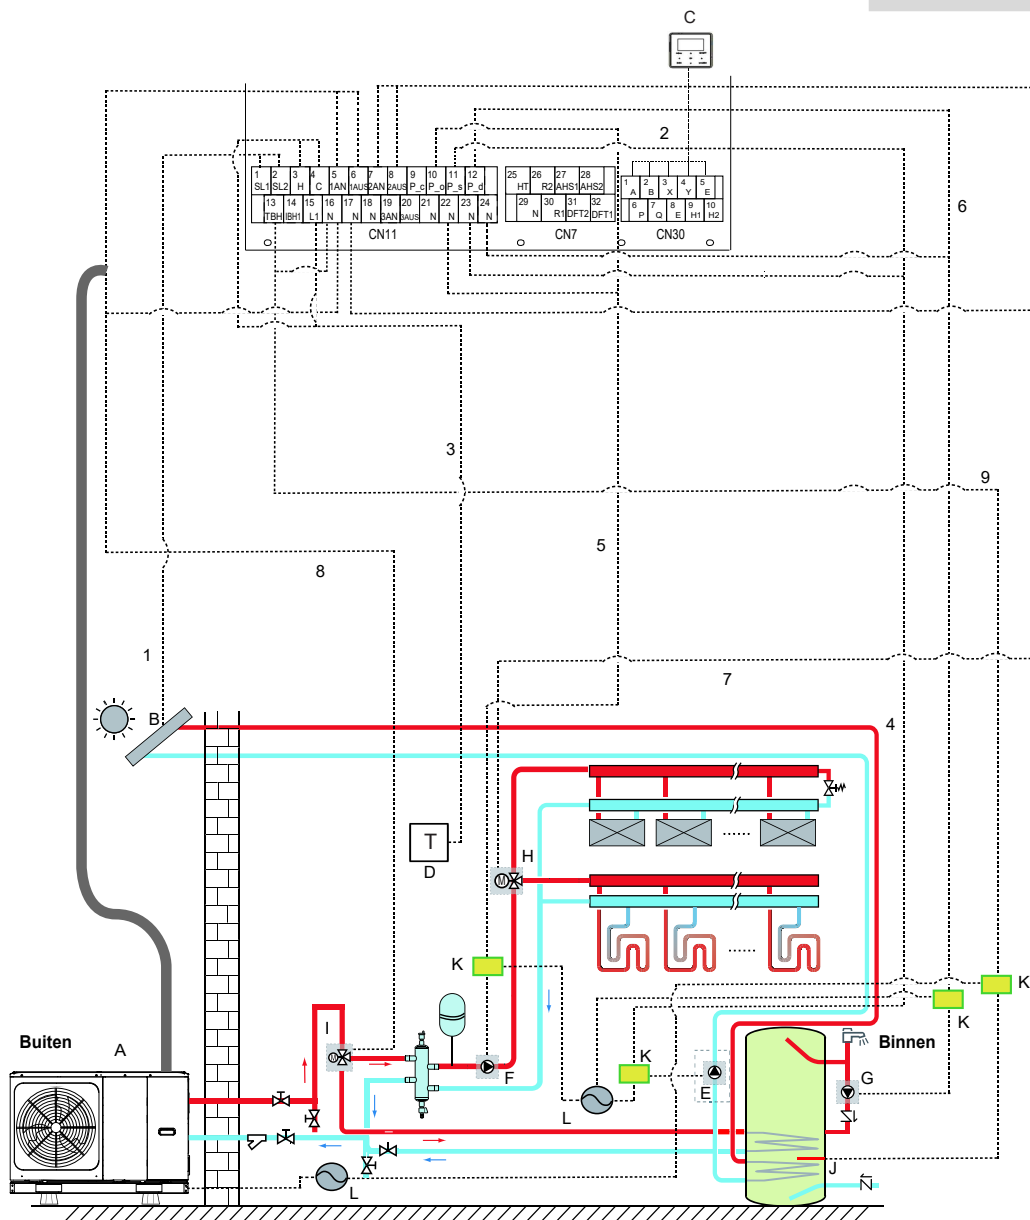 C
2
1 2 3 4 5 6 7 8 9 10 11 12
SL1 SL2 H C 1AN 1AUS 2AN 2AUS P_c P_o P_s P_d
13 14 15 16 17 18 19 20 21 22 23 24
TBH IBH1 L1 N N N 3AN 3AUS N N N N
CN11
25 26 27 28
HT R2 AHS1 AHS2
29 30 31 32
N R1 DFT2 DFT1
CN7
1 2 3 4 5
A B X Y E
6 7 8 9 10
P Q E H1 H2
CN30
6
3
9
5
8
1
7
B
4
T
D
H
M
K
K
K
I
M
Buiten
A
Binnen
K
F
E
G
L
J
L